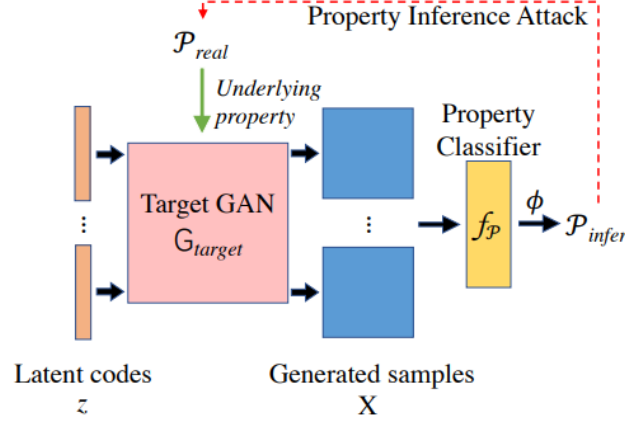 Property Inference Attack
𝒫real
Underlying
property
Property
Classifier
Target GAN
Gtarget
⋮
⋮
f𝒫
ϕ
𝒫infer
Latent codes
z
Generated samples
X